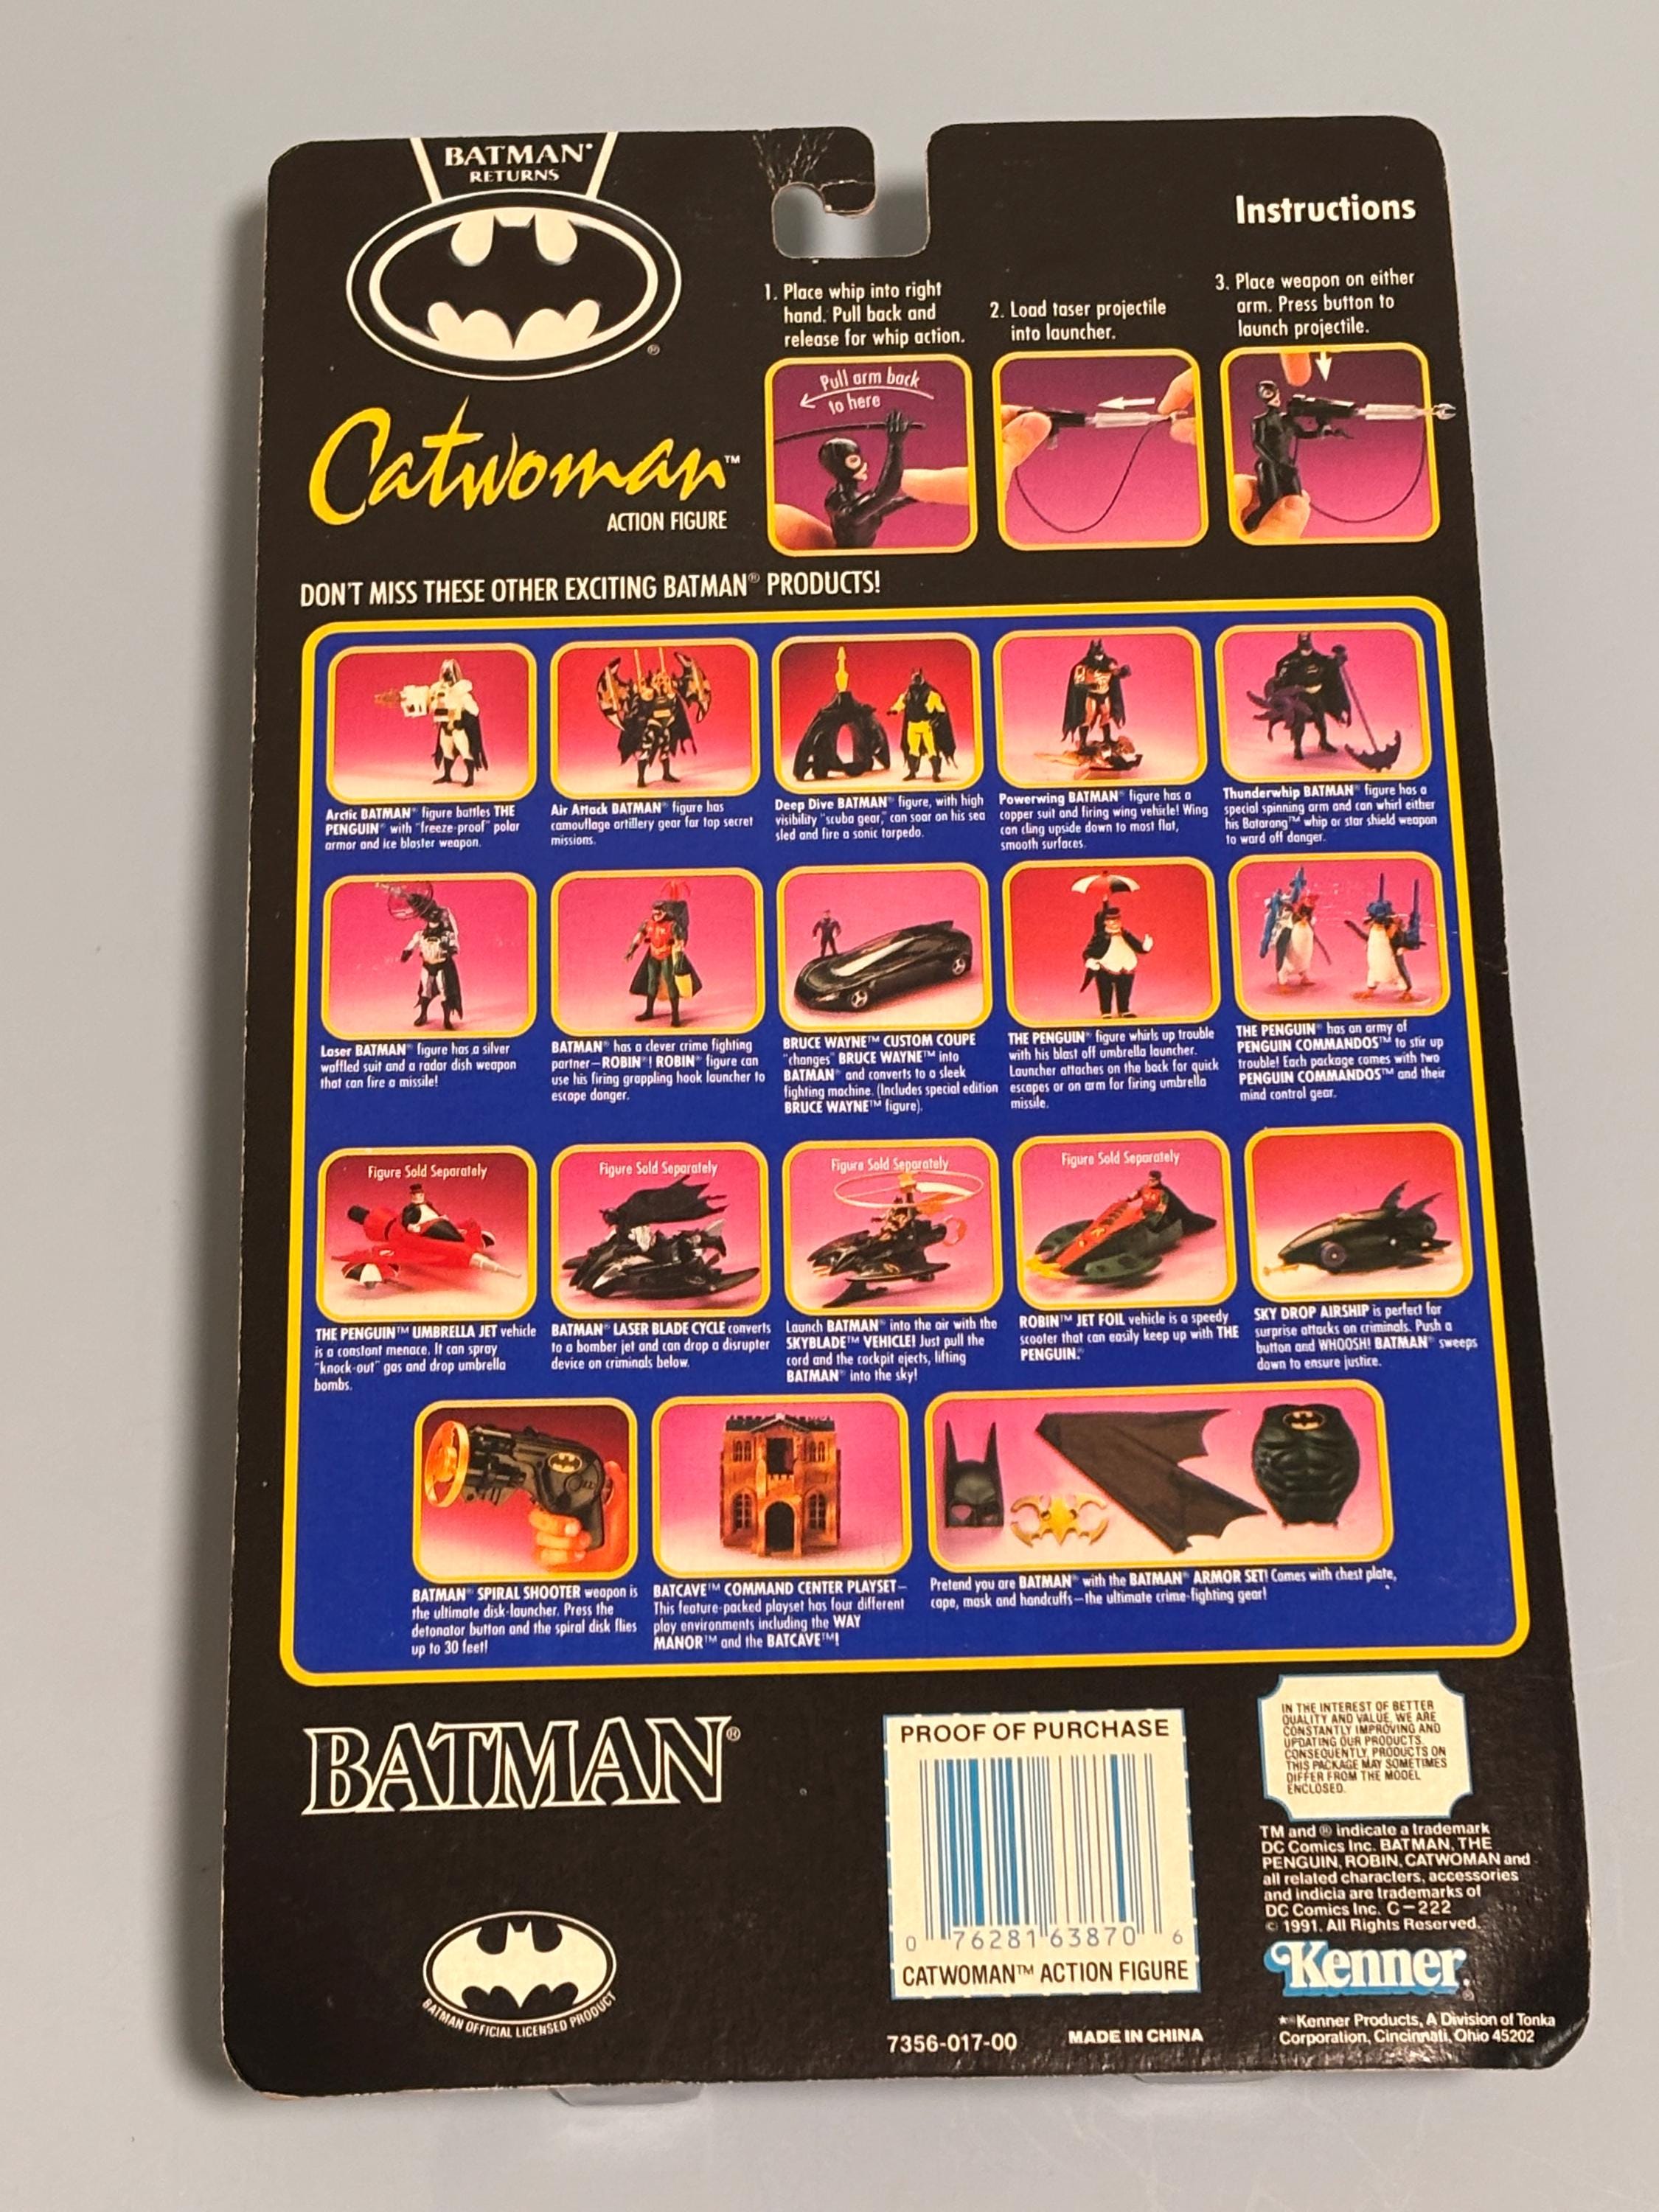 BATMAN®
RETURNS
®
Catwoman™
ACTION FIGURE
Instructions
1. Place whip into right
hand. Pull back and
release for whip action.
2. Load taser projectile
into launcher.
3. Place weapon on either
arm. Press button to
launch projectile.
Pull arm back
to here
DON'T MISS THESE OTHER EXCITING BATMAN® PRODUCTS!
Arctic BATMAN® figure battles THE
PENGUIN® with "freeze-proof" polar
armor and ice blaster weapon.
Air Attack BATMAN® figure has
camouflage artillery gear for top secret
missions.
Deep Dive BATMAN® figure, with high
visibility "scuba gear," can soar on his sea
sled and fire a sonic torpedo.
Powerwing BATMAN® figure has a
copper suit and firing wing vehicle! Wing
can cling upside down to most flat,
smooth surfaces.
Thunderwhip BATMAN® figure has a
special spinning arm and can whirl either
his Batarang™ whip or star shield weapon
to ward off danger.
Laser BATMAN® figure has a silver
waffled suit and a radar dish weapon
that can fire a missile!
BATMAN® has a clever crime fighting
partner—ROBIN®! ROBIN® figure can
use his firing grappling hook launcher to
escape danger.
BRUCE WAYNE™ CUSTOM COUPE
"changes" BRUCE WAYNE™ into
BATMAN® and converts to a sleek
fighting machine. (Includes special edition
BRUCE WAYNE™ figure).
THE PENGUIN® figure whirls up trouble
with his blast off umbrella launcher.
Launcher attaches on the back for quick
escapes or on arm for firing umbrella
missile.
THE PENGUIN® has an army of
PENGUIN COMMANDOS™ to stir up
trouble! Each package comes with two
PENGUIN COMMANDOS™ and their
mind control gear.
Figure Sold Separately
THE PENGUIN™ UMBRELLA JET vehicle
is a constant menace. It can spray
"knock-out" gas and drop umbrella
bombs.
Figure Sold Separately
BATMAN® LASER BLADE CYCLE converts
to a bomber jet and can drop a disrupter
device on criminals below.
Figure Sold Separately
Launch BATMAN® into the air with the
SKYBLADE™ VEHICLE! Just pull the
cord and the cockpit ejects, lifting
BATMAN® into the sky!
Figure Sold Separately
ROBIN™ JET FOIL vehicle is a speedy
scooter that can easily keep up with THE
PENGUIN.®
SKY DROP AIRSHIP is perfect for
surprise attacks on criminals. Push a
button and WHOOSH! BATMAN® sweeps
down to ensure justice.
BATMAN® SPIRAL SHOOTER weapon is
the ultimate disk-launcher. Press the
detonator button and the spiral disk flies
up to 30 feet!
BATCAVE™ COMMAND CENTER PLAYSET—
This feature-packed playset has four different
play environments including the WAY
MANOR™ and the BATCAVE™!
Pretend you are BATMAN® with the BATMAN® ARMOR SET! Comes with chest plate,
cape, mask and handcuffs—the ultimate crime-fighting gear!
BATMAN®
BATMAN OFFICIAL LICENSED PRODUCT
PROOF OF PURCHASE
0 76281 63870 6
CATWOMAN™ ACTION FIGURE
7356-017-00 MADE IN CHINA
IN THE INTEREST OF BETTER
QUALITY AND VALUE, WE ARE
CONSTANTLY IMPROVING AND
UPDATING OUR PRODUCTS.
CONSEQUENTLY, PRODUCTS ON
THIS PACKAGE MAY SOMETIMES
DIFFER FROM THE MODEL
ENCLOSED.
TM and ® indicate a trademark
DC Comics Inc. BATMAN, THE
PENGUIN, ROBIN, CATWOMAN and
all related characters, accessories
and indicia are trademarks of
DC Comics Inc. C-222
© 1991. All Rights Reserved.
Kenner®
*®Kenner Products, A Division of Tonka
Corporation, Cincinnati, Ohio 45202